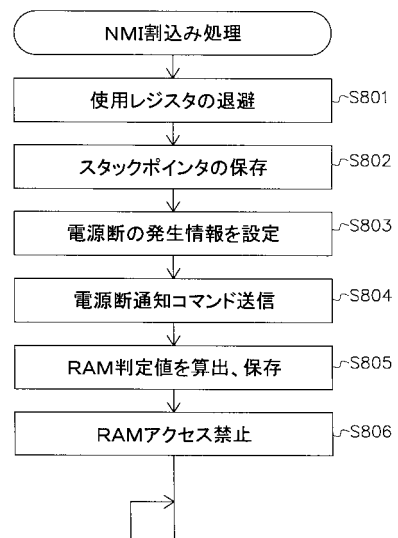 NMI割込み処理
使用レジスタの退避 S801
スタックポインタの保存 S802
電源断の発生情報を設定 S803
電源断通知コマンド送信 S804
RAM判定値を算出、保存 S805
RAMアクセス禁止 S806